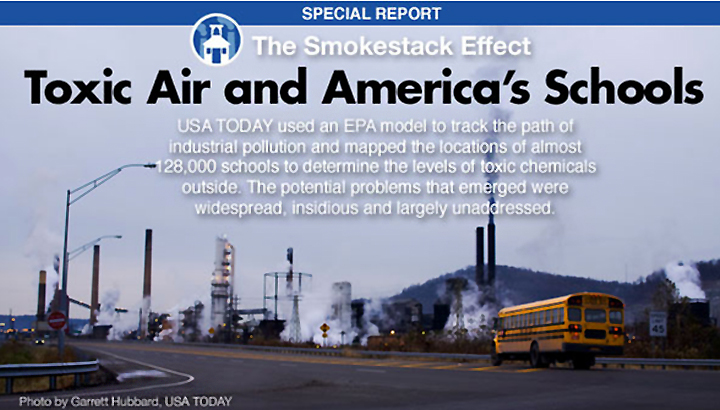 SPECIAL REPORT
The Smokestack Effect
Toxic Air and America's Schools
USA TODAY used an EPA model to track the path of
industrial pollution and mapped the locations of almost
128,000 schools to determine the levels of toxic chemicals
outside. The potential problems that emerged were
widespread, insidious and largely unaddressed.
45
Photo by Garrett Hubbard, USA TODAY